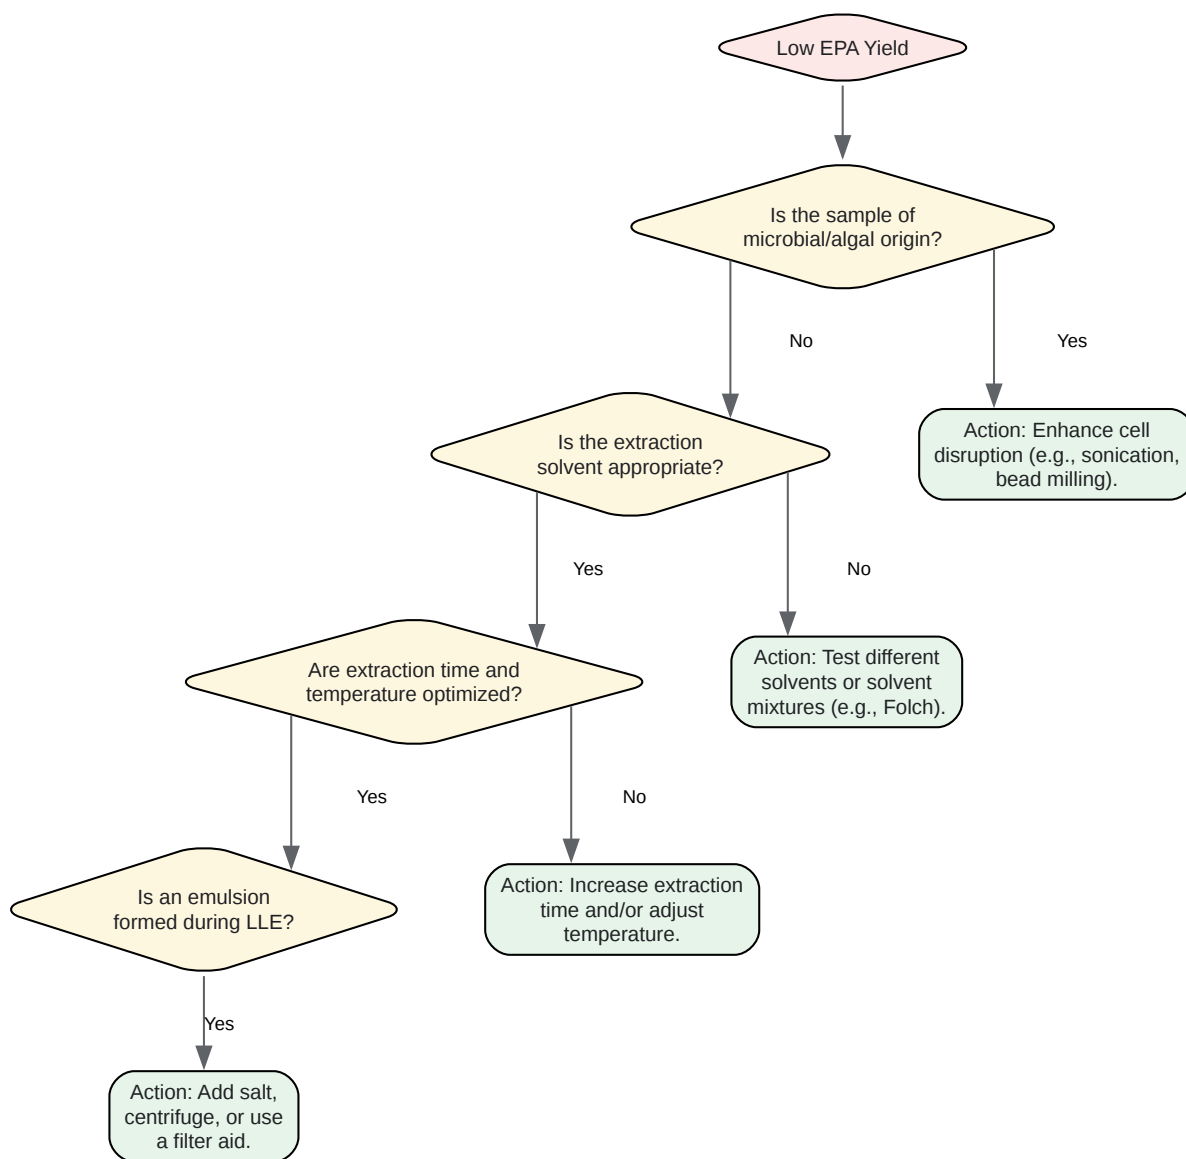 Low EPA Yield
Is the sample of
microbial/algal origin?
No
Yes
Is the extraction
solvent appropriate?
Action: Enhance cell
disruption (e.g., sonication,
bead milling).
Yes
No
Are extraction time and
temperature optimized?
Action: Test different
solvents or solvent
mixtures (e.g., Folch).
Yes
No
Is an emulsion
formed during LLE?
Action: Increase extraction
time and/or adjust
temperature.
Yes
Action: Add salt,
centrifuge, or use
a filter aid.